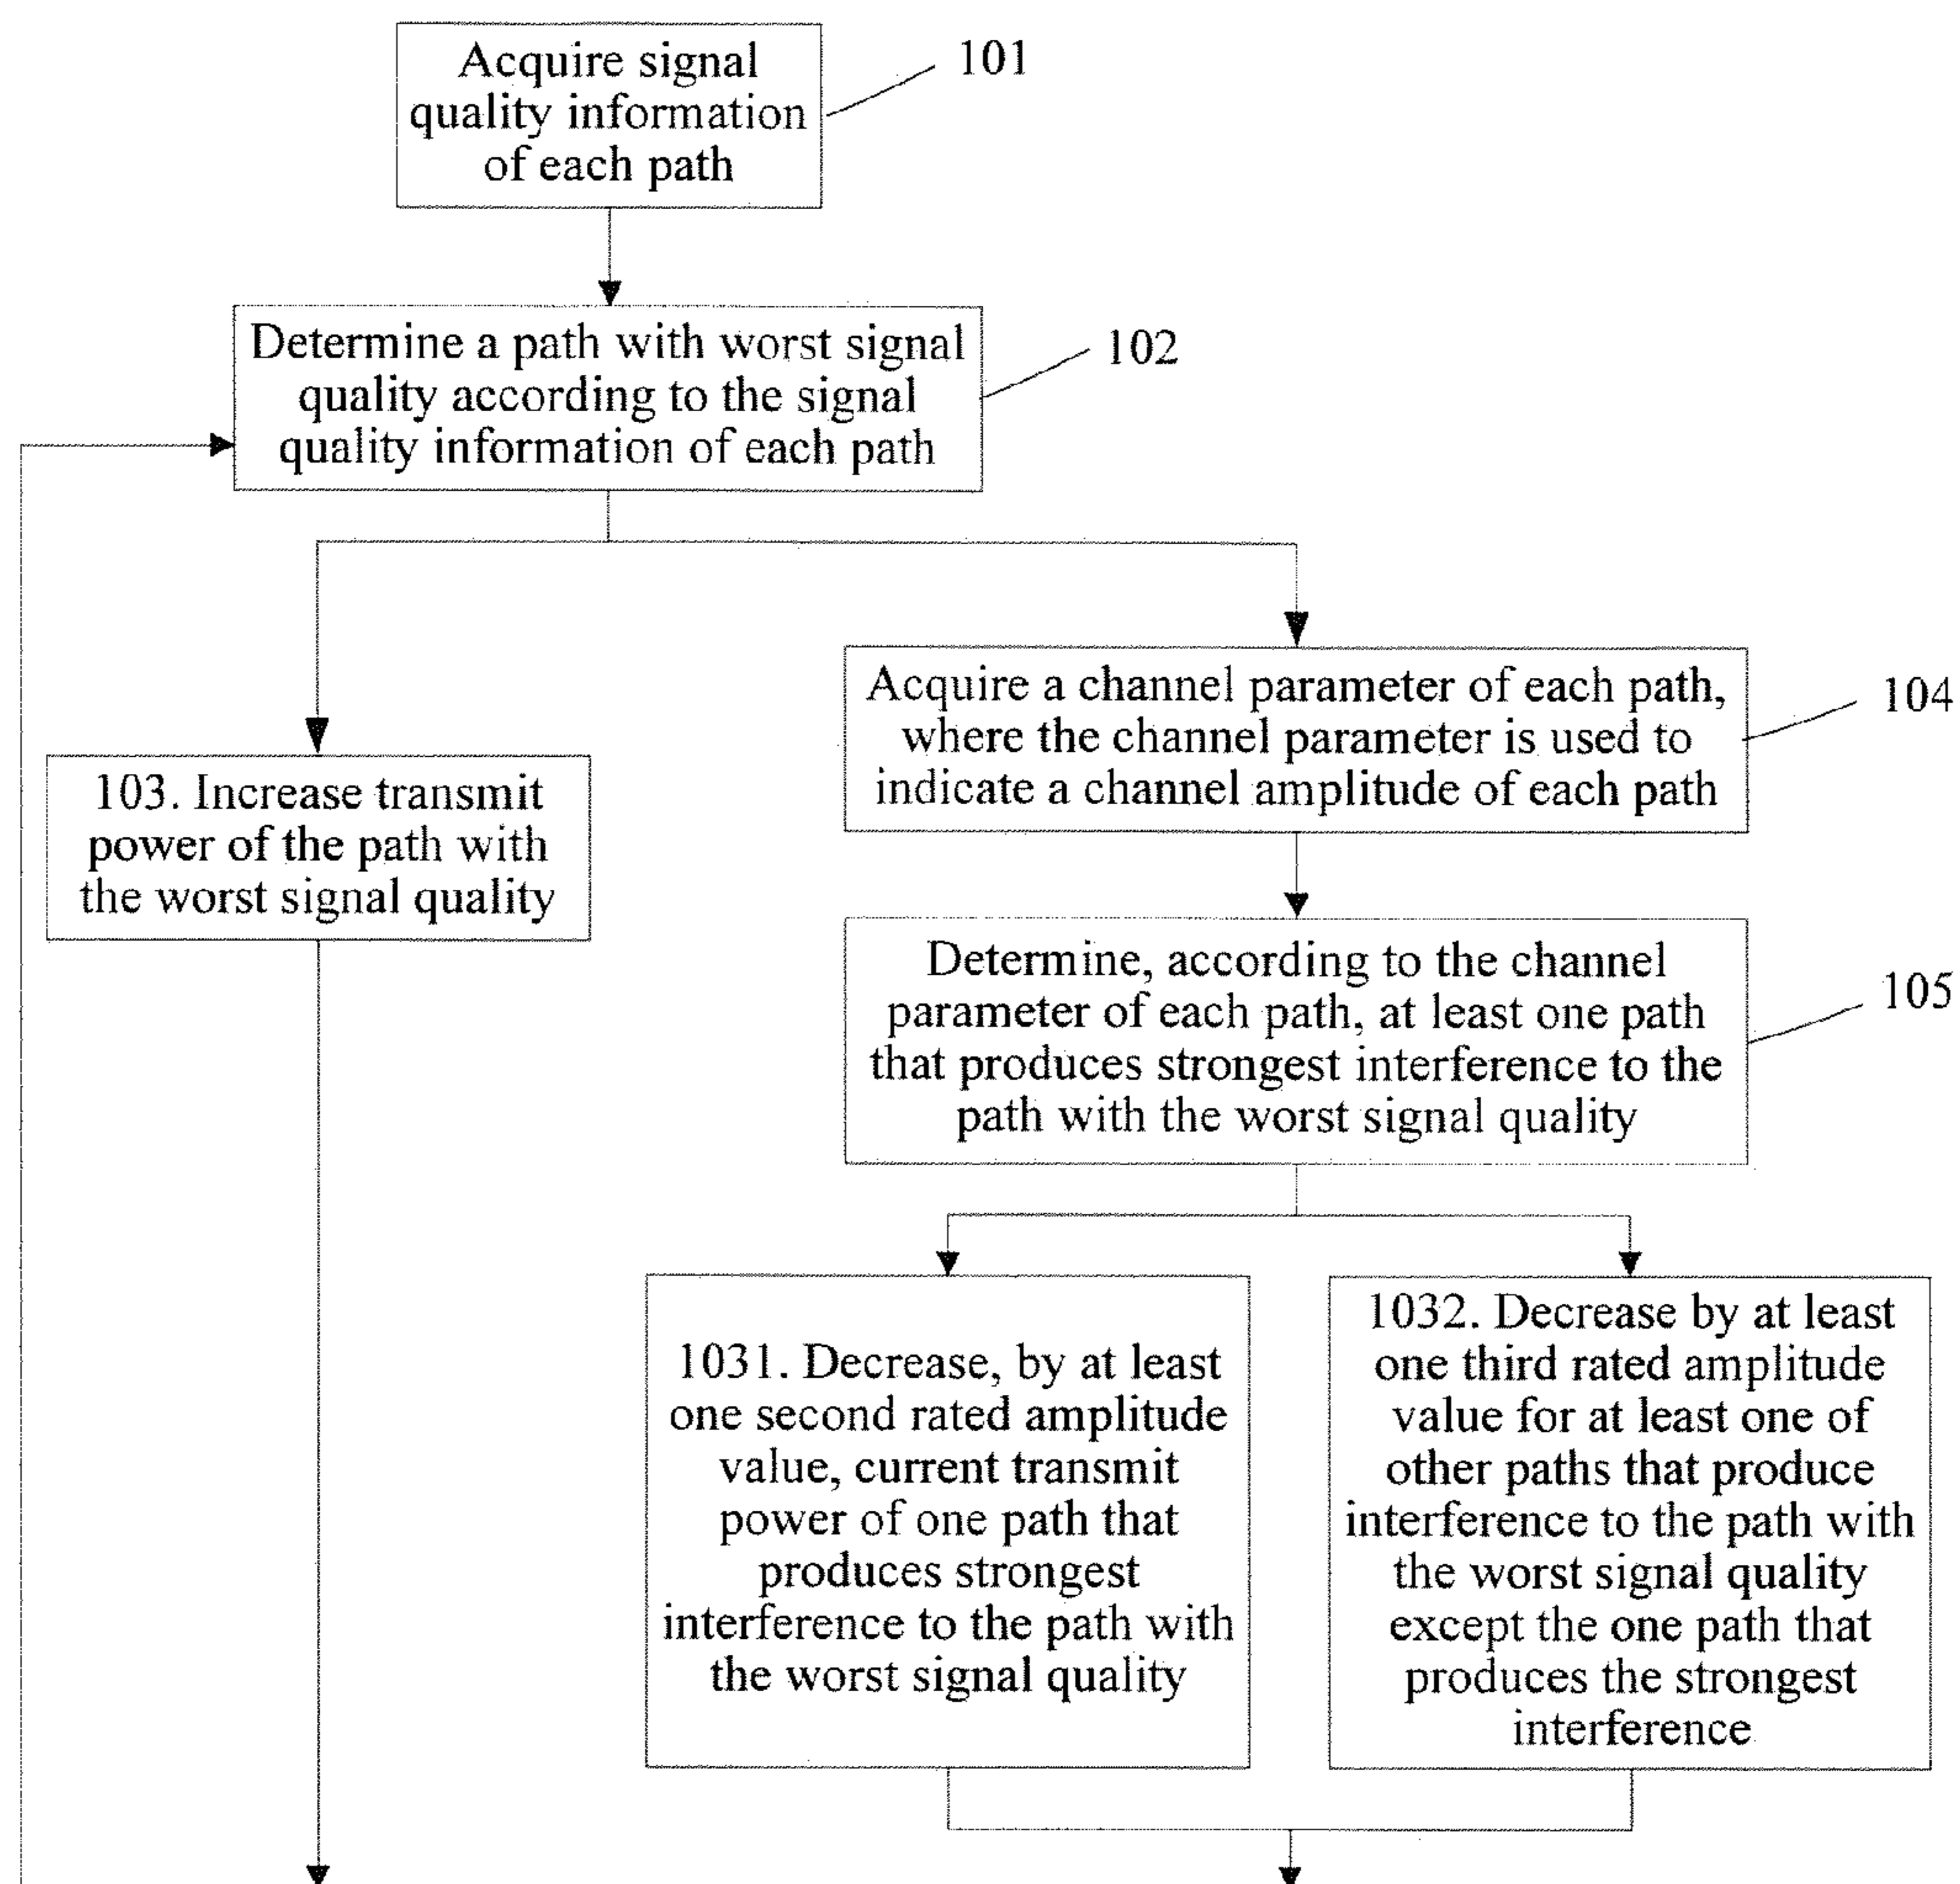 Acquire signal
quality information
of each path
101
Determine a path with worst signal
quality according to the signal
quality information of each path
102
Acquire a channel parameter of each path,
where the channel parameter is used to
indicate a channel amplitude of each path
104
103. Increase transmit
power of the path with
the worst signal quality
Determine, according to the channel
parameter of each path, at least one path
that produces strongest interference to the
path with the worst signal quality
105
1031. Decrease, by at least
one second rated amplitude
value, current transmit
power of one path that
produces strongest
interference to the path with
the worst signal quality
1032. Decrease by at least
one third rated amplitude
value for at least one of
other paths that produce
interference to the path with
the worst signal quality
except the one path that
produces the strongest
interference